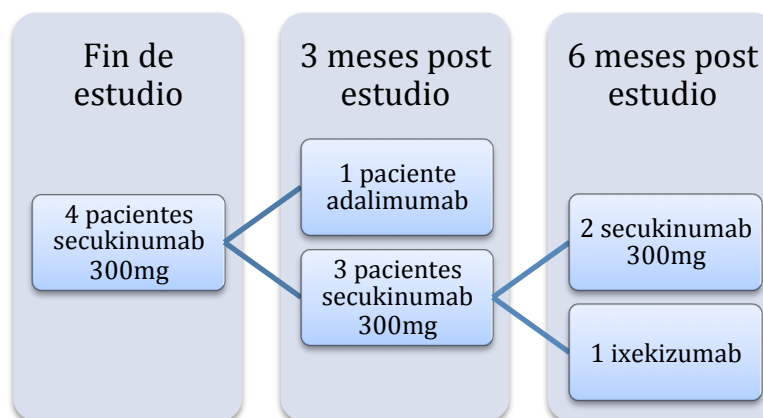 Fin de
estudio
4 pacientes
secukinumab
300mg
3 meses post
estudio
1 paciente
adalimumab
3 pacientes
secukinumab
300mg
6 meses post
estudio
2 secukinumab
300mg
1 ixekizumab